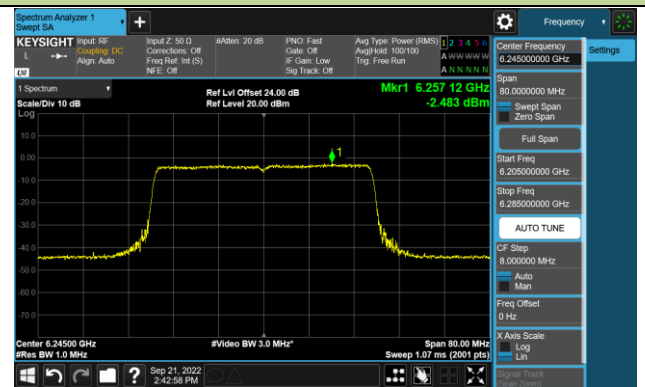 Spectrum Analyzer 1
Swept SA
Frequency
KEYSIGHT
L
LXI
Input: RF
Coupling: DC
Align: Auto
Input Z: 50 Ω
Corrections: Off
Freq Ref: Int (S)
NFE: Off
#Atten: 20 dB
PNO: Fast
Gate: Off
IF Gain: Low
Sig Track: Off
Avg Type: Power (RMS)
Avg|Hold: 100/100
Trig: Free Run
1 2 3 4 5 6
A W W W W W
A N N N N N
1 Spectrum
Scale/Div 10 dB
Log
Ref Lvl Offset 24.00 dB
Ref Level 20.00 dBm
Mkr1 6.257 12 GHz
-2.483 dBm
1
10.0
0.00
-10.0
-20.0
-30.0
-40.0
-50.0
-60.0
-70.0
Center 6.24500 GHz
#Res BW 1.0 MHz
#Video BW 3.0 MHz*
Span 80.00 MHz
Sweep 1.07 ms (2001 pts)
Center Frequency
6.245000000 GHz
Settings
Span
80.0000000 MHz
Swept Span
Zero Span
Full Span
Start Freq
6.205000000 GHz
Stop Freq
6.285000000 GHz
AUTO TUNE
CF Step
8.000000 MHz
Auto
Man
Freq Offset
0 Hz
X Axis Scale
Log
Lin
Signal Track
(Span Zoom)
?
Sep 21, 2022
2:42:58 PM